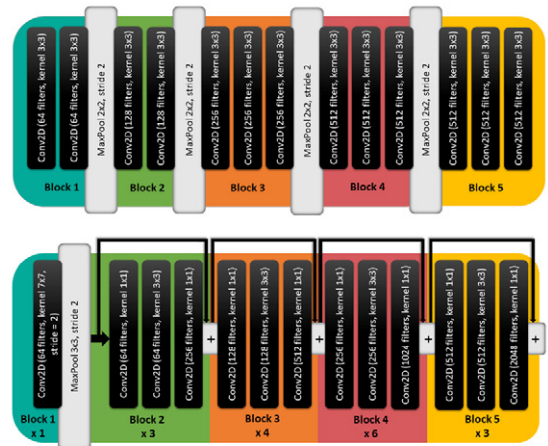 Conv2D (64 filters, kernel 3x3)
Conv2D (64 filters, kernel 3x3)
MaxPool 2x2, stride 2
Conv2D (128 filters, kernel 3x3)
Conv2D (128 filters, kernel 3x3)
MaxPool 2x2, stride 2
Conv2D (256 filters, kernel 3x3)
Conv2D (256 filters, kernel 3x3)
Conv2D (256 filters, kernel 3x3)
MaxPool 2x2, stride 2
Conv2D (512 filters, kernel 3x3)
Conv2D (512 filters, kernel 3x3)
Conv2D (512 filters, kernel 3x3)
MaxPool 2x2, stride 2
Conv2D (512 filters, kernel 3x3)
Conv2D (512 filters, kernel 3x3)
Conv2D (512 filters, kernel 3x3)
Block 1
Block 2
Block 3
Block 4
Block 5
Conv2D (64 filters, kernel 7x7,
stride = 2)
MaxPool 3x3, stride 2
Conv2D (64 filters, kernel 1x1)
Conv2D (64 filters, kernel 3x3)
Conv2D (256 filters, kernel 1x1)
+
Conv2D (128 filters, kernel 1x1)
Conv2D (128 filters, kernel 3x3)
Conv2D (512 filters, kernel 1x1)
+
Conv2D (256 filters, kernel 1x1)
Conv2D (256 filters, kernel 3x3)
Conv2D (1024 filters, kernel 1x1)
+
Conv2D (512 filters, kernel 1x1)
Conv2D (512 filters, kernel 3x3)
Conv2D (2048 filters, kernel 1x1)
+
Block 1
x 1
Block 2
x 3
Block 3
x 4
Block 4
x 6
Block 5
x 3